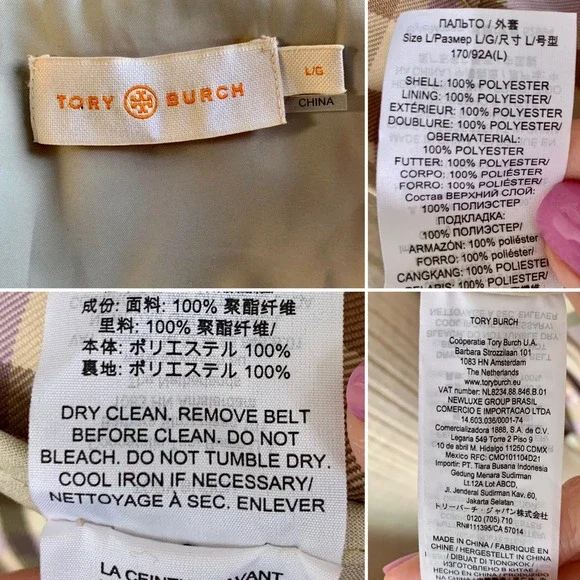 TORY BURCH
L/G
CHINA
ПАЛЬТО / 外套
Size L/Размер L/G/尺寸 L/号型
170/92A(L)
SHELL: 100% POLYESTER
LINING: 100% POLYESTER/
EXTÉRIEUR: 100% POLYESTER
DOUBLURE: 100% POLYESTER/
OBERMATERIAL:
100% POLYESTER
FUTTER: 100% POLYESTER/
CORPO: 100% POLIÉSTER
FORRO: 100% POLIÉSTER/
Состав ВЕРХНИЙ СЛОЙ:
100% ПОЛИЭСТЕР
ПОДКЛАДКА:
100% ПОЛИЭСТЕР/
ARMAZÓN: 100% poliéster
FORRO: 100% poliéster/
CANGKANG: 100% POLYESTER
成份: 面料: 100% 聚酯纤维
里料: 100% 聚酯纤维/
本体: ポリエステル 100%
裏地: ポリエステル 100%
DRY CLEAN. REMOVE BELT
BEFORE CLEAN. DO NOT
BLEACH. DO NOT TUMBLE DRY.
COOL IRON IF NECESSARY/
NETTOYAGE À SEC. ENLEVER
LA CEINTURE AVANT
TORY BURCH
Coöperatie Tory Burch U.A.
Barbara Strozzilaan 101
1083 HN Amsterdam
The Netherlands
www.toryburch.eu
VAT number: NL8234.88.846.B.01
NEWLUXE GROUP BRASIL
COMERCIO E IMPORTACAO LTDA
14.603.036/0001-74
Comercializadora 1888, S.A. de C.V.
Legaria 549 Torre 2 Piso 9
10 de abril M. Hidalgo 11250 CDMX
Mexico RFC: CMO101104D21
Importir: PT. Tiara Busana Indonesia
Gedung Menara Sudirman
Lt.12A Lot ABCD,
Jl. Jenderal Sudirman Kav. 60,
Jakarta Selatan
トリーバーチ・ジャパン株式会社
0120 (705) 710
RN#111395/CA 57014
MADE IN CHINA / FABRIQUÉ EN
CHINE / HERGESTELLT IN CHINA
/ DIBUAT DI TIONGKOK /
ИЗГОТОВЛЕНО В КИТАЕ /
HECHO EN CHINA /